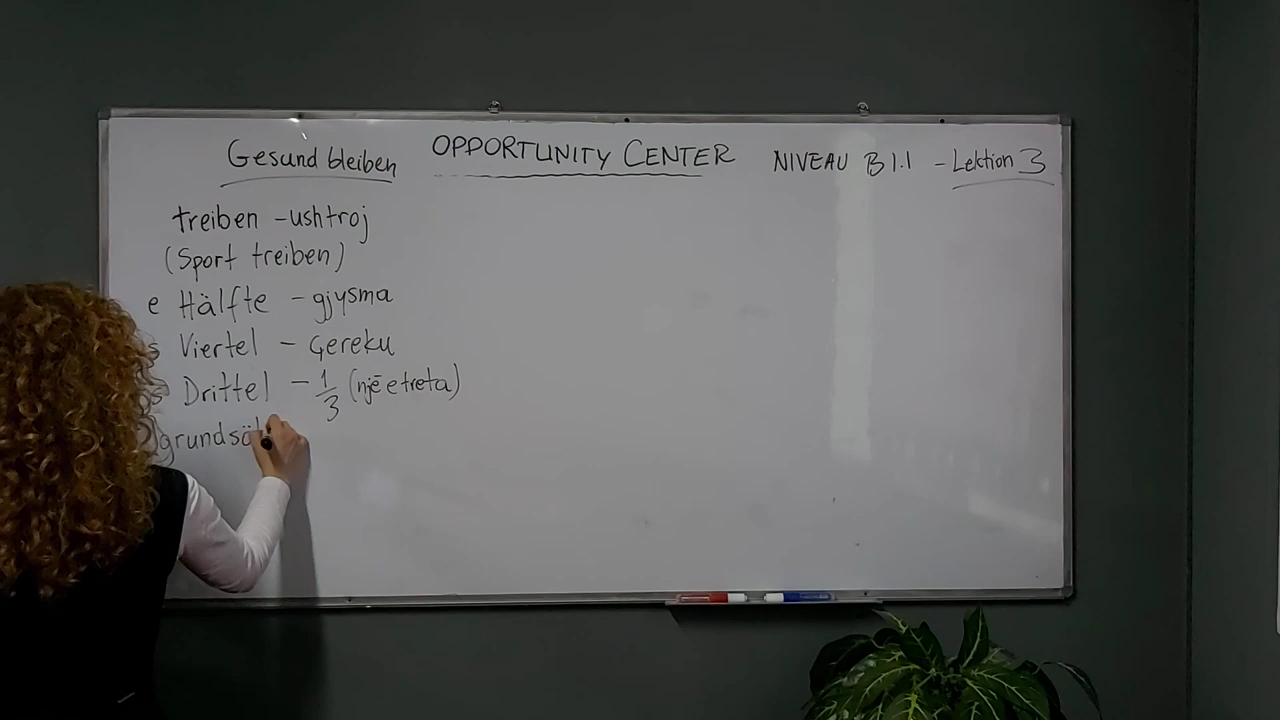 Gesund bleiben
OPPORTUNITY CENTER
NIVEAU B1.1 - Lektion 3
treiben - ushtroj
(Sport treiben)
e Hälfte - gjysma
s Viertel - çereku
s Drittel - 1/3 (një e treta)